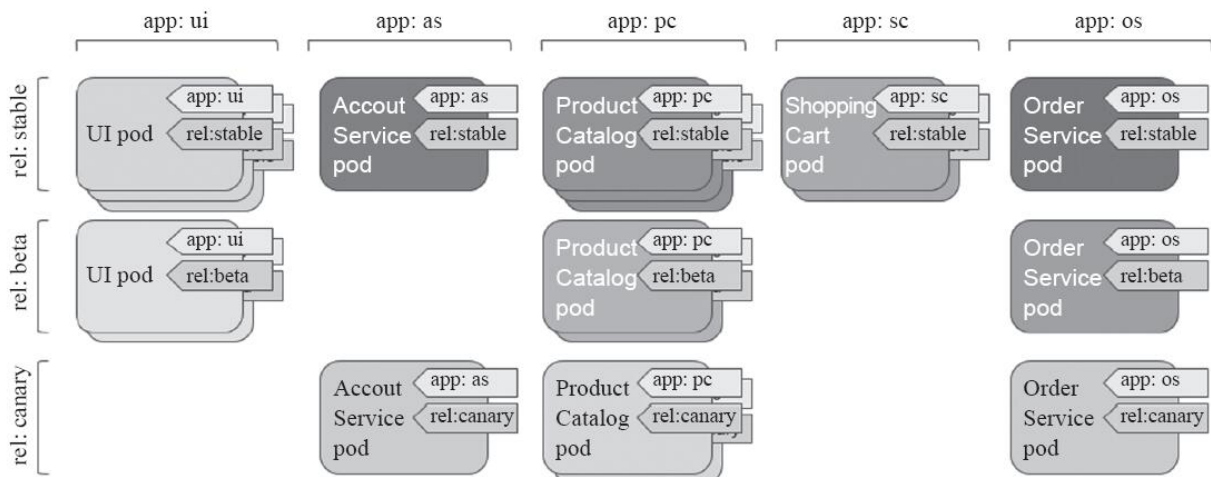 app: ui
app: as
app: pc
app: sc
app: os
rel: stable
UI pod
app: ui
rel:stable
Accout
Service
pod
app: as
rel:stable
Product
Catalog
pod
app: pc
rel:stable
Shopping
Cart
pod
app: sc
rel:stable
Order
Service
pod
app: os
rel:stable
rel: beta
UI pod
app: ui
rel:beta
Product
Catalog
pod
app: pc
rel:beta
Order
Service
pod
app: os
rel:beta
rel: canary
Accout
Service
pod
app: as
rel:canary
Product
Catalog
pod
app: pc
rel:canary
Order
Service
pod
app: os
rel:canary